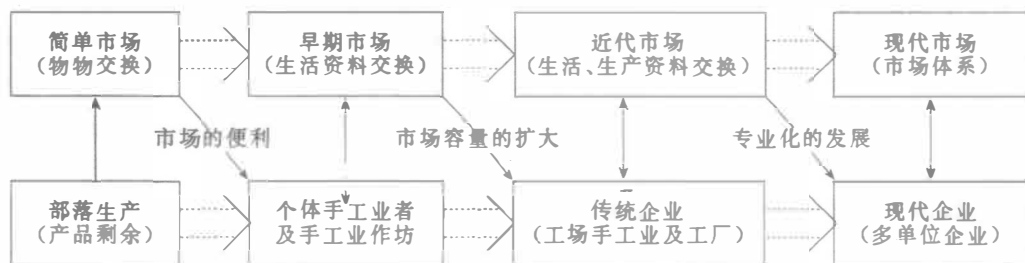 简单市场
(物物交换)
早期市场
(生活资料交换)
近代市场
(生活、生产资料交换)
现代市场
(市场体系)
市场的便利
市场容量的扩大
专业化的发展
部落生产
(产品剩余)
个体手工业者
及手工业作坊
传统企业
(工场手工业及工厂)
现代企业
(多单位企业)